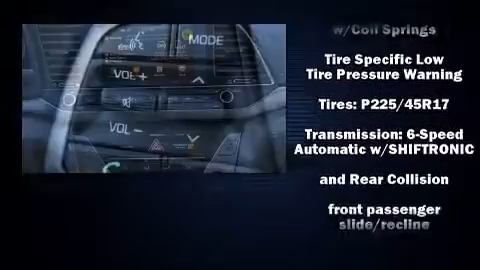 MODE
VOL +
VOL -
w/Coil Springs
Tire Specific Low
Tire Pressure Warning
Tires: P225/45R17
Transmission: 6-Speed
Automatic w/SHIFTRONIC
and Rear Collision
front passenger
slide/recline